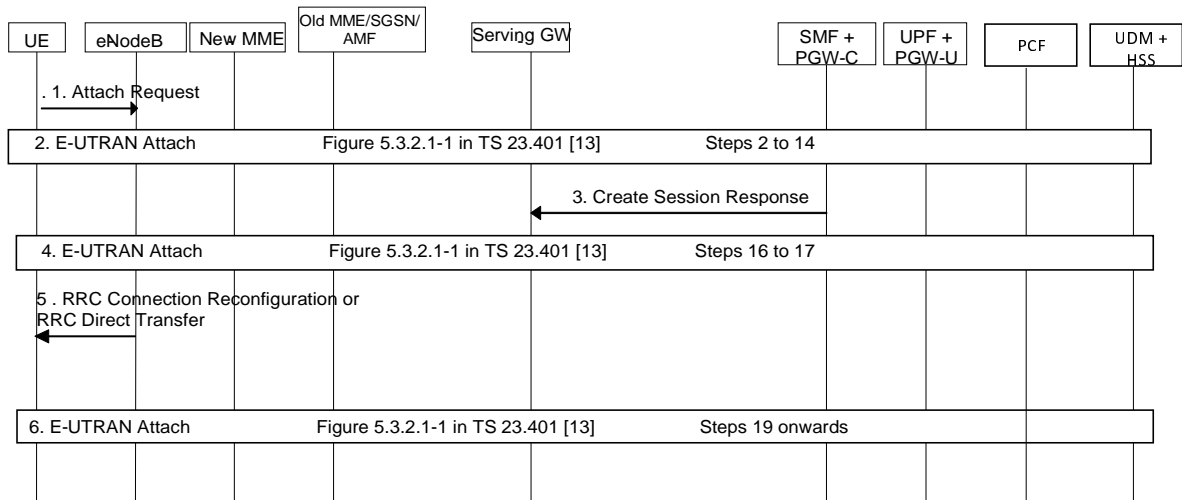 UE
eNodeB
New MME
Old MME/SGSN/
AMF
Serving GW
SMF +
PGW-C
UPF +
PGW-U
PCF
UDM +
HSS
. 1. Attach Request
2. E-UTRAN Attach Figure 5.3.2.1-1 in TS 23.401 [13] Steps 2 to 14
3. Create Session Response
4. E-UTRAN Attach Figure 5.3.2.1-1 in TS 23.401 [13] Steps 16 to 17
5 . RRC Connection Reconfiguration or
RRC Direct Transfer
6. E-UTRAN Attach Figure 5.3.2.1-1 in TS 23.401 [13] Steps 19 onwards